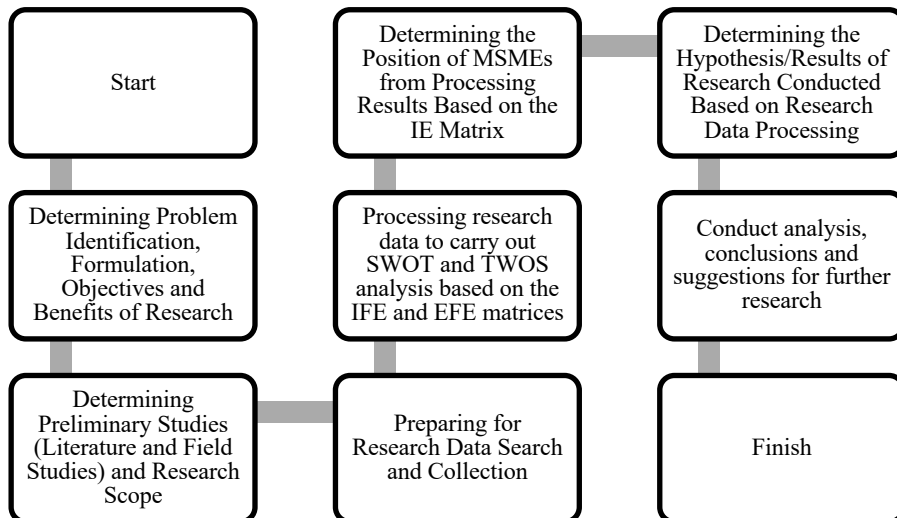 Start
Determining Problem
Identification,
Formulation,
Objectives and
Benefits of Research
Determining
Preliminary Studies
(Literature and Field
Studies) and Research
Scope
Preparing for
Research Data Search
and Collection
Processing research
data to carry out
SWOT and TWOS
analysis based on the
IFE and EFE matrices
Determining the
Position of MSMEs
from Processing
Results Based on the
IE Matrix
Determining the
Hypothesis/Results of
Research Conducted
Based on Research
Data Processing
Conduct analysis,
conclusions and
suggestions for further
research
Finish